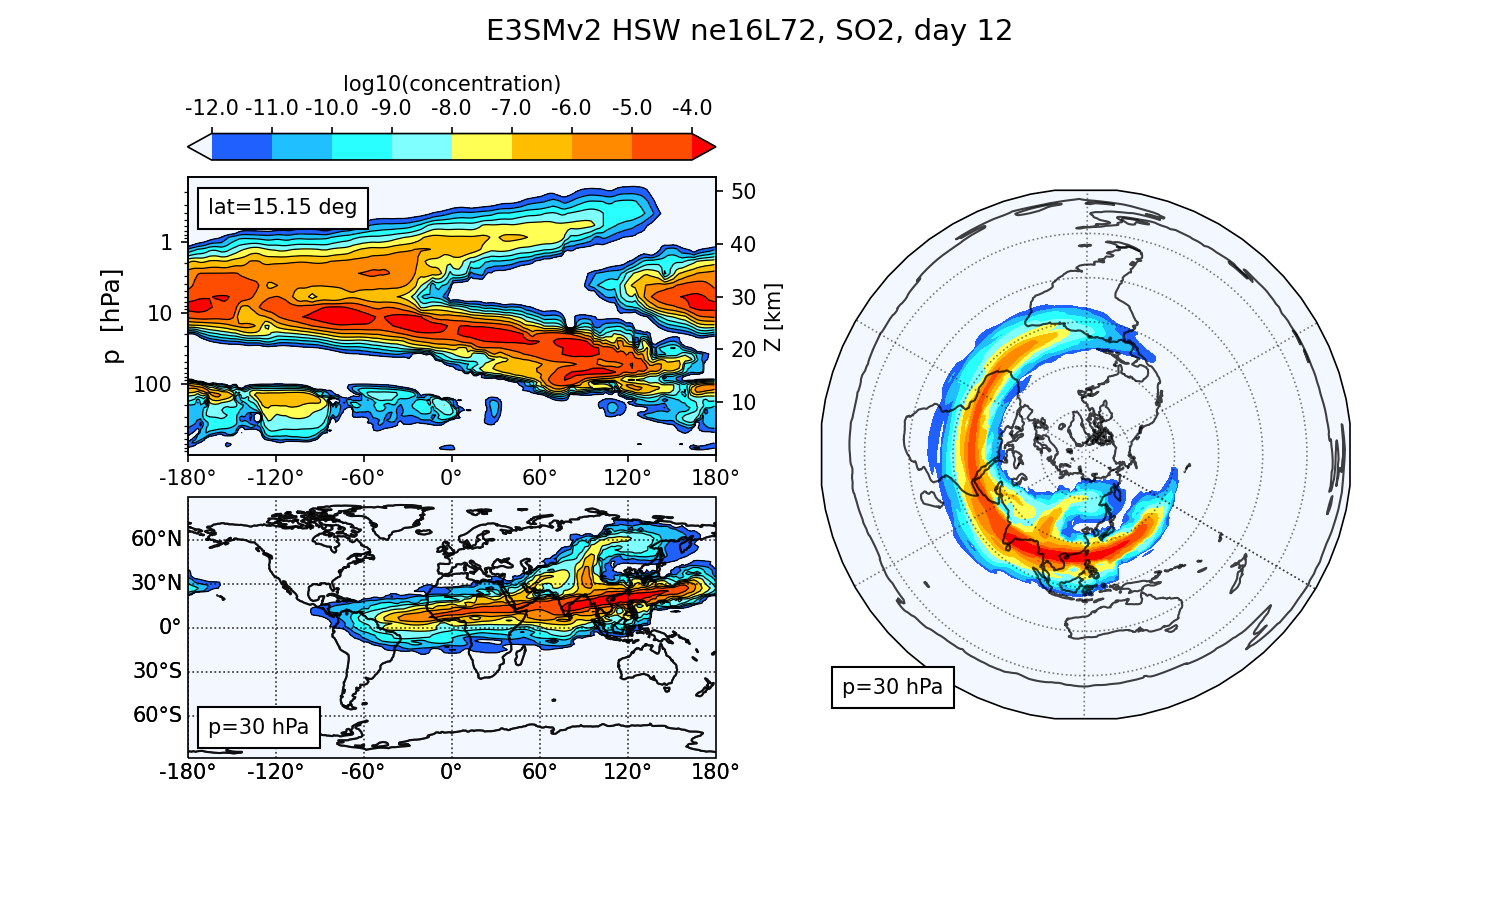 E3SMv2 HSW ne16L72, SO2, day 12
log10(concentration)
-12.0 -11.0 -10.0 -9.0 -8.0 -7.0 -6.0 -5.0 -4.0
lat=15.15 deg
p [hPa]
1
10
100
50
40
30
20
10
Z [km]
-180° -120° -60° 0° 60° 120° 180°
60°N
30°N
0°
30°S
60°S
p=30 hPa
-180° -120° -60° 0° 60° 120° 180°
p=30 hPa